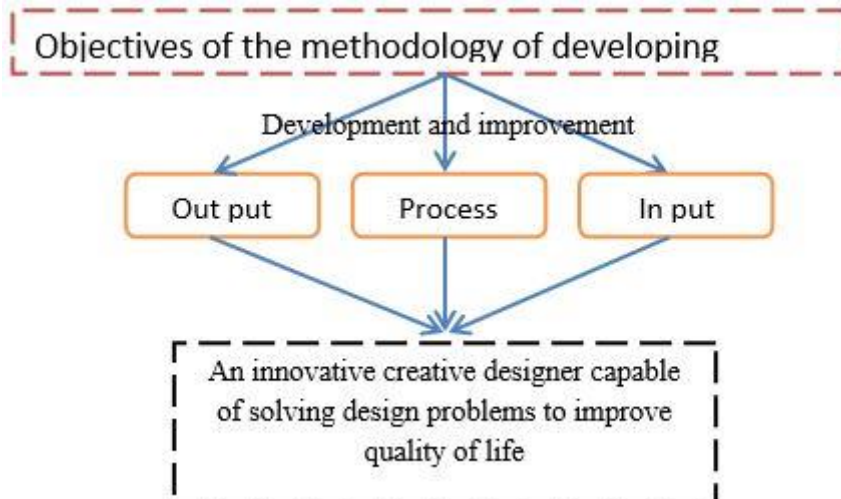 Objectives of the methodology of developing
Development and improvement
Out put
Process
In put
An innovative creative designer capable
of solving design problems to improve
quality of life